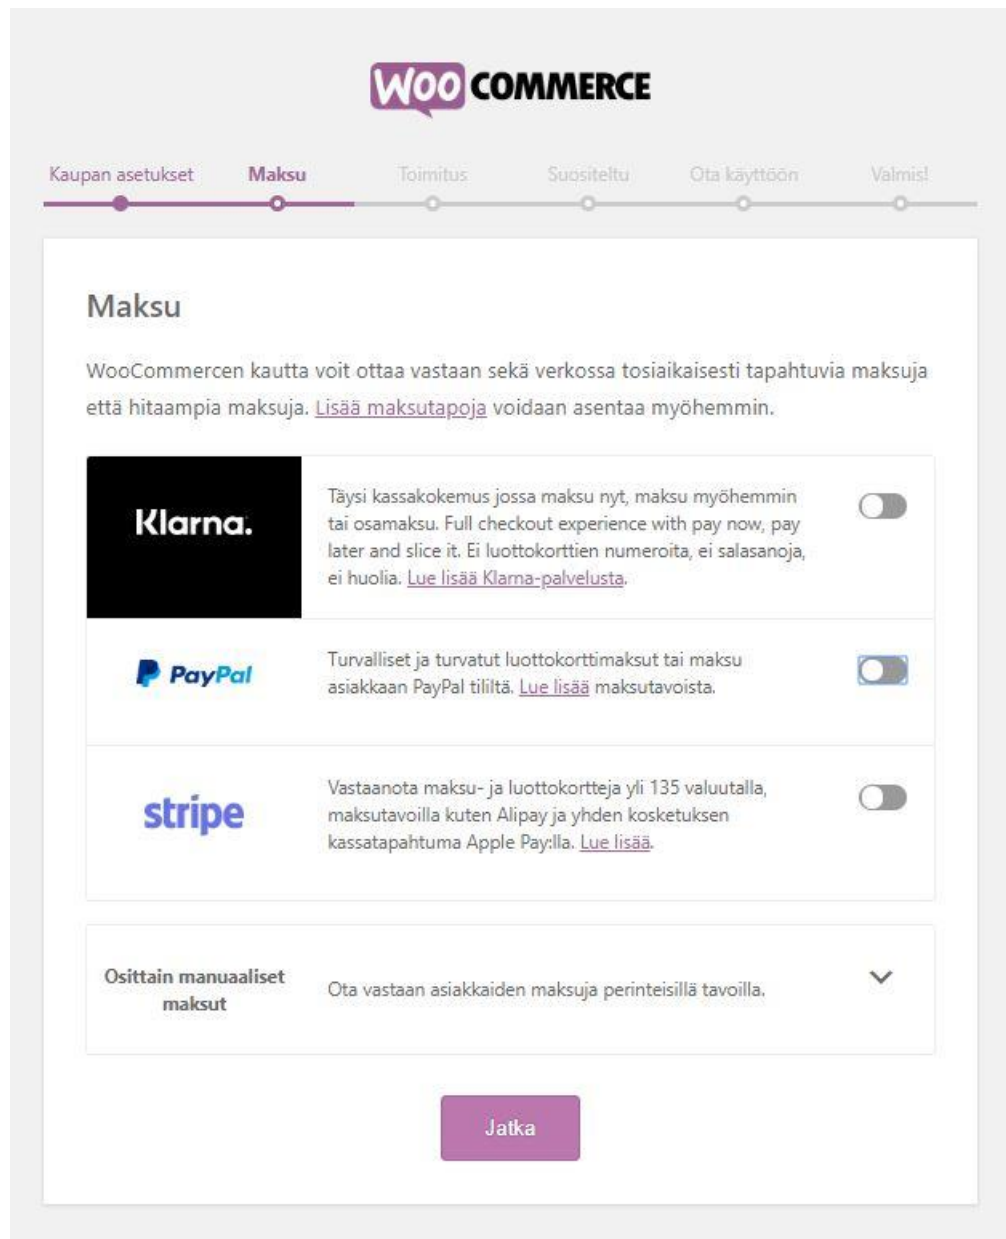 WOO COMMERCE
Kaupan asetukset Maksu Toimitus Suositeltu Ota käyttöön Valmis!
Maksu
WooCommercen kautta voit ottaa vastaan sekä verkossa tosiaikaisesti tapahtuvia maksuja
että hitaampia maksuja. Lisää maksutapoja voidaan asentaa myöhemmin.
Klarna.
Täysi kassakokemus jossa maksu nyt, maksu myöhemmin
tai osamaksu. Full checkout experience with pay now, pay
later and slice it. Ei luottokorttien numeroita, ei salasanoja,
ei huolia. Lue lisää Klarna-palvelusta.
PayPal
Turvalliset ja turvatut luottokorttimaksut tai maksu
asiakkaan PayPal tililtä. Lue lisää maksutavoista.
stripe
Vastaanota maksu- ja luottokortteja yli 135 valuutalla,
maksutavoilla kuten Alipay ja yhden kosketuksen
kassatapahtuma Apple Pay:lla. Lue lisää.
Osittain manuaaliset
maksut
Ota vastaan asiakkaiden maksuja perinteisillä tavoilla.
Jatka